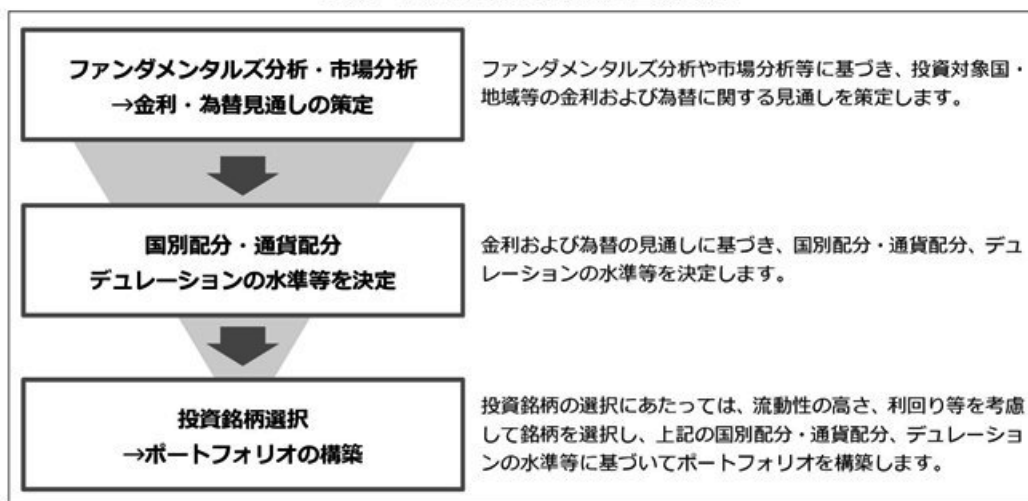 ファンダメンタルズ分析・市場分析
→金利・為替見通しの策定
ファンダメンタルズ分析や市場分析等に基づき、投資対象国・
地域等の金利および為替に関する見通しを策定します。
国別配分・通貨配分
デュレーションの水準等を決定
金利および為替の見通しに基づき、国別配分・通貨配分、デュ
レーションの水準等を決定します。
投資銘柄選択
→ポートフォリオの構築
投資銘柄の選択にあたっては、流動性の高さ、利回り等を考慮
して銘柄を選択し、上記の国別配分・通貨配分、デュレーショ
ンの水準等に基づいてポートフォリオを構築します。